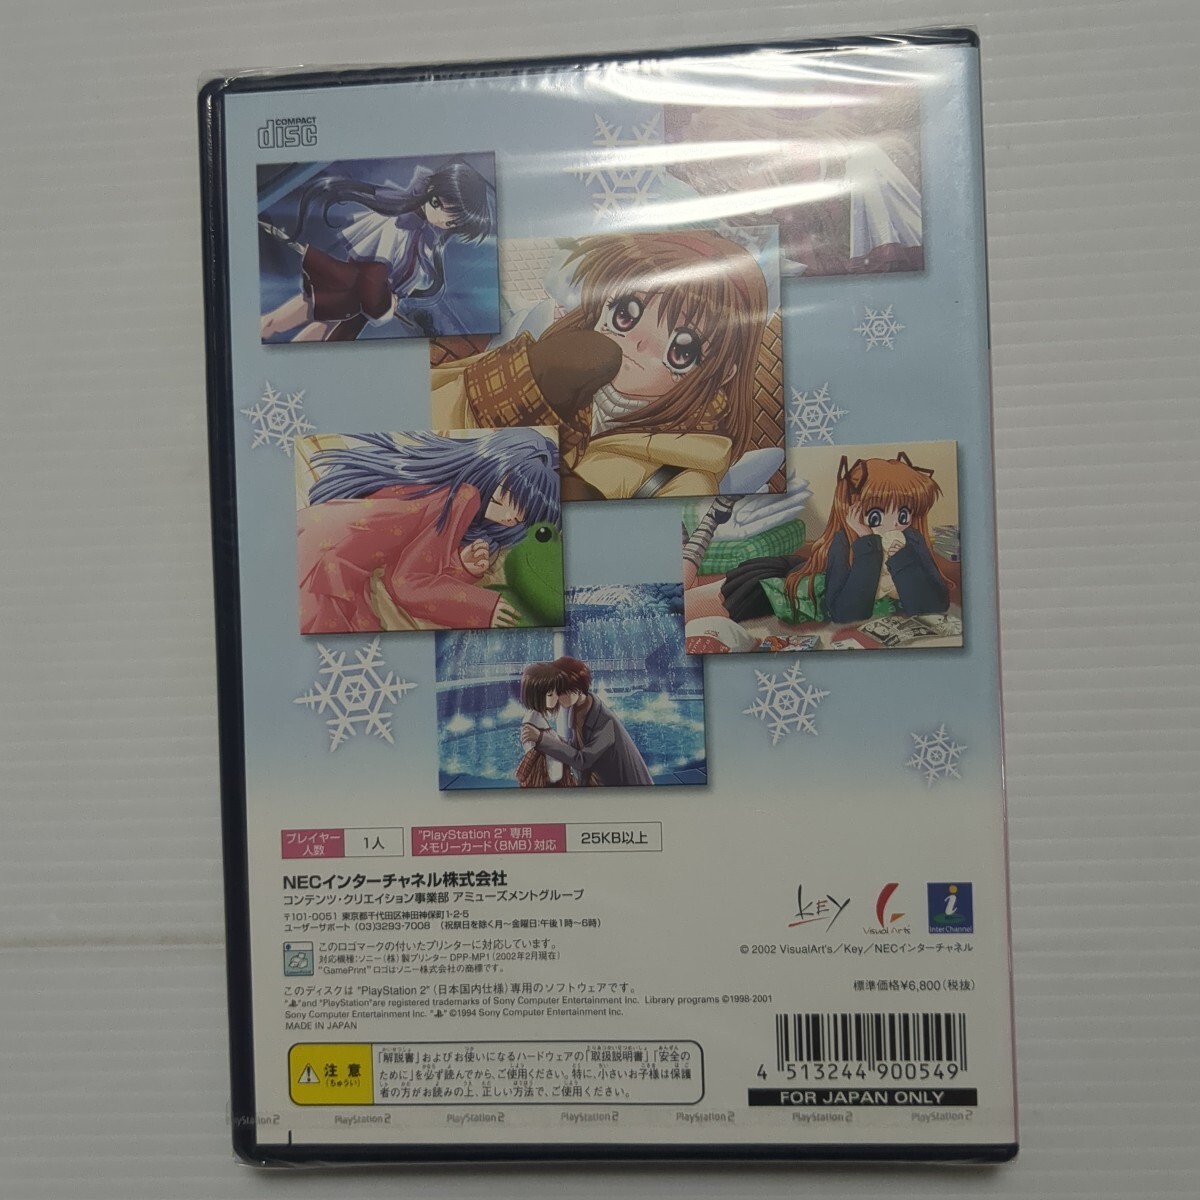 COMPACT
disc
プレイヤー
人数
1人
"PlayStation 2" 専用
メモリーカード(8MB)対応
25KB以上
NECインターチャネル株式会社
コンテンツ・クリエイション事業部 アミューズメントグループ
〒101-0051 東京都千代田区神田神保町1-2-5
ユーザーサポート (03)3293-7008 (祝祭日を除く月~金曜日:午後1時~6時)
このロゴマークの付いたプリンターに対応しています。
対応機種:ソニー(株)製プリンター DPP-MP1(2002年2月現在)
"GamePrint" ロゴはソニー株式会社の商標です。
KEY
Visual Art's
i
Inter Channel
© 2002 VisualArt's/Key/NECインターチャネル
標準価格¥6,800(税抜)
このディスクは "PlayStation 2" (日本国内仕様)専用のソフトウェアです。
" "and "PlayStation"are registered trademarks of Sony Computer Entertainment Inc. Library programs ©1998-2001
Sony Computer Entertainment Inc. " " ©1994 Sony Computer Entertainment Inc.
MADE IN JAPAN
注意
(ちゅうい)
「解説書」およびお使いになるハードウェアの「取扱説明書」「安全の
ために」を必ず読んでから、ご使用ください。特に、小さいお子様は保護
者の方がお読みの上、正しい方法で、ご使用ください。
4 513244 900549
FOR JAPAN ONLY
PlayStation 2 PlayStation 2 PlayStation 2 PlayStation 2 PlayStation 2 PlayStation 2 PlayStation 2